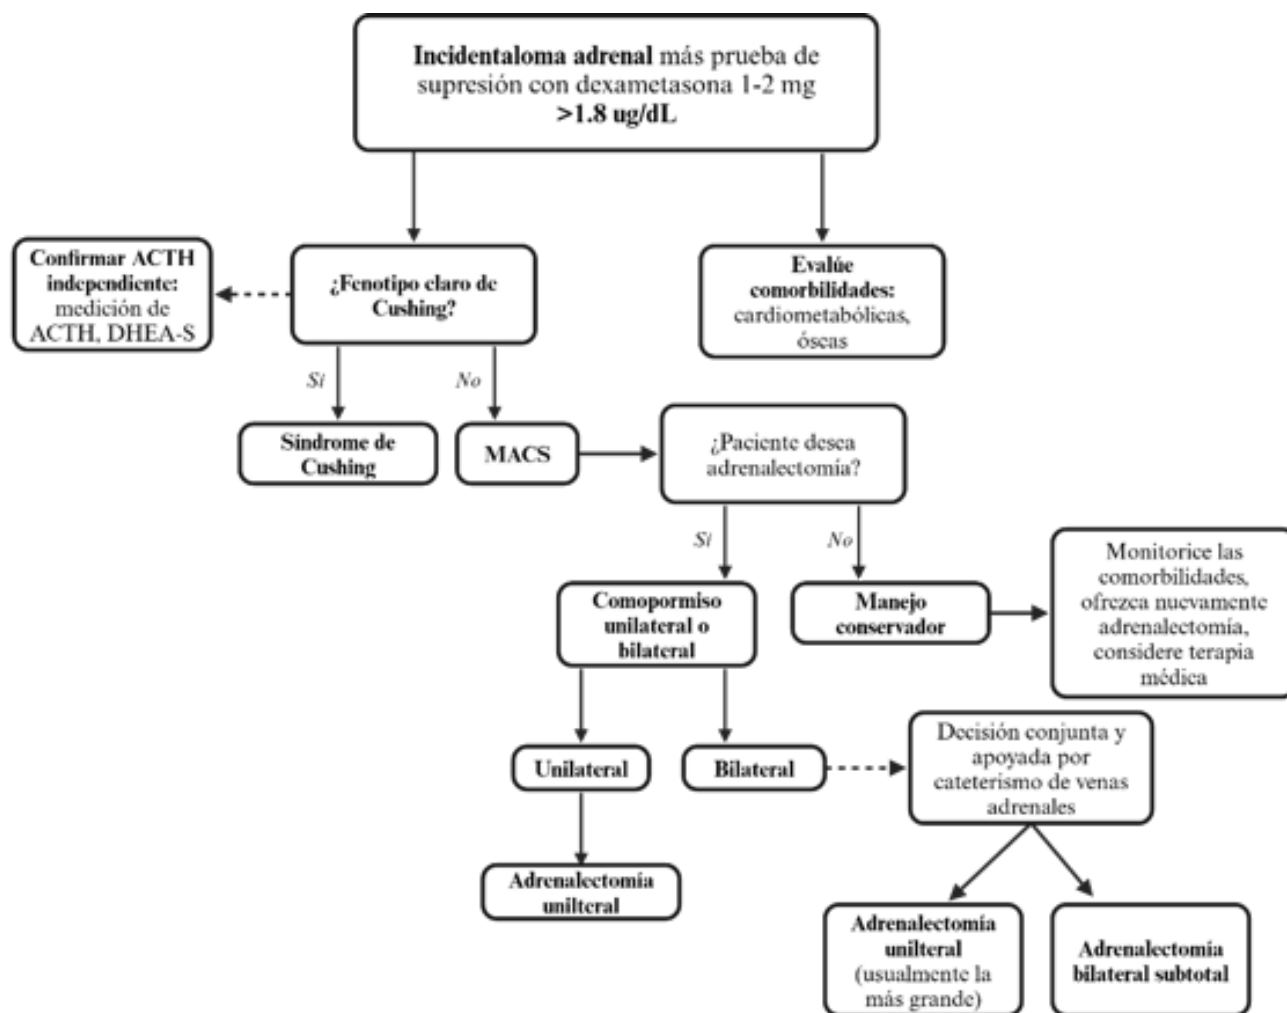 Incidentaloma adrenal más prueba de
supresión con dexametasona 1-2 mg
>1.8 ug/dL
Confirmar ACTH
independiente:
medición de
ACTH, DHEA-S
¿Fenotipo claro de
Cushing?
Evalúe
comorbilidades:
cardiometabólicas,
óseas
Si
No
Síndrome de
Cushing
MACS
¿Paciente desea
adrenalectomía?
Si
No
Comopormiso
unilateral o
bilateral
Manejo
conservador
Monitorice las
comorbilidades,
ofrezca nuevamente
adrenalectomía,
considere terapia
médica
Unilateral
Bilateral
Decisión conjunta y
apoyada por
cateterismo de venas
adrenales
Adrenalectomía
unilteral
Adrenalectomía
unilteral
(usualmente la
más grande)
Adrenalectomía
bilateral subtotal